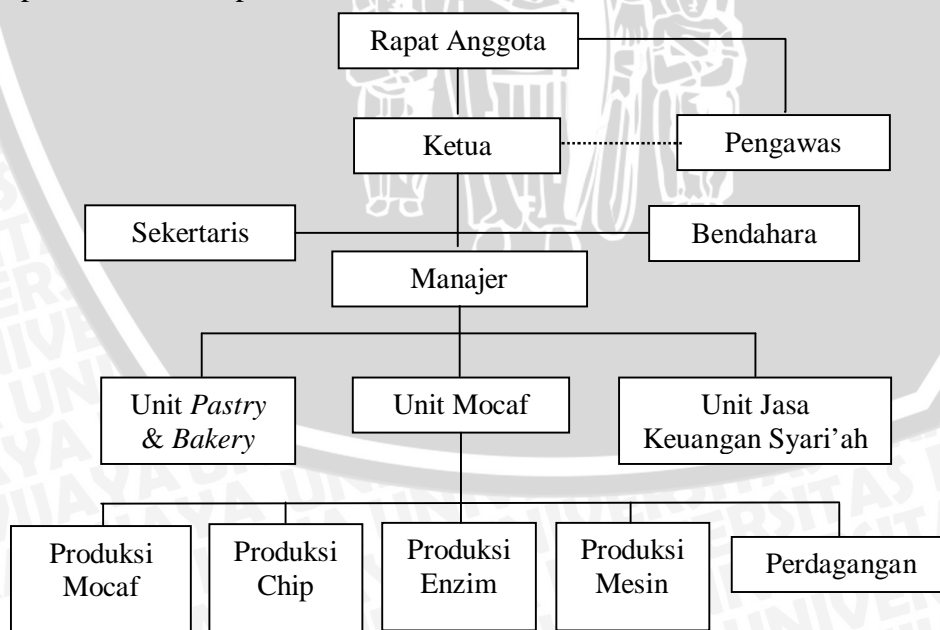 Rapat Anggota
Ketua
Pengawas
Sekertaris
Bendahara
Manajer
Unit Pastry
& Bakery
Unit Mocaf
Unit Jasa
Keuangan Syari’ah
Produksi
Mocaf
Produksi
Chip
Produksi
Enzim
Produksi
Mesin
Perdagangan